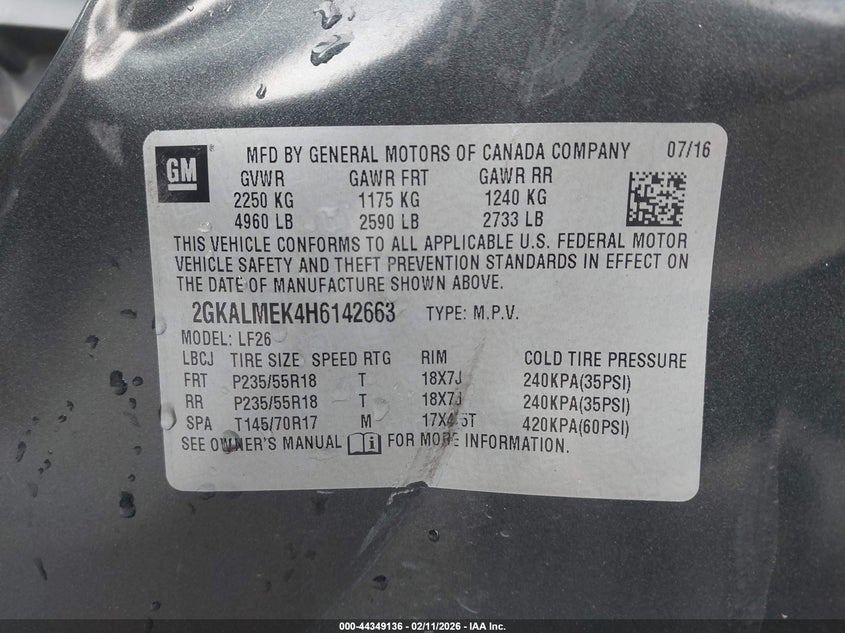 GM
MFD BY GENERAL MOTORS OF CANADA COMPANY 07/16
GVWR GAWR FRT GAWR RR
2250 KG 1175 KG 1240 KG
4960 LB 2590 LB 2733 LB
THIS VEHICLE CONFORMS TO ALL APPLICABLE U.S. FEDERAL MOTOR
VEHICLE SAFETY AND THEFT PREVENTION STANDARDS IN EFFECT ON
THE DATE OF MANUFACTURE SHOWN ABOVE.
2GKALMEK4H6142663 TYPE: M.P.V.
MODEL: LF26
LBCJ TIRE SIZE SPEED RTG RIM COLD TIRE PRESSURE
FRT P235/55R18 T 18X7J 240KPA(35PSI)
RR P235/55R18 T 18X7J 240KPA(35PSI)
SPA T145/70R17 M 420KPA(60PSI)
SEE OWNER'S MANUAL FOR MORE INFORMATION.
000-44349136 - 02/11/2026 - IAA Inc.